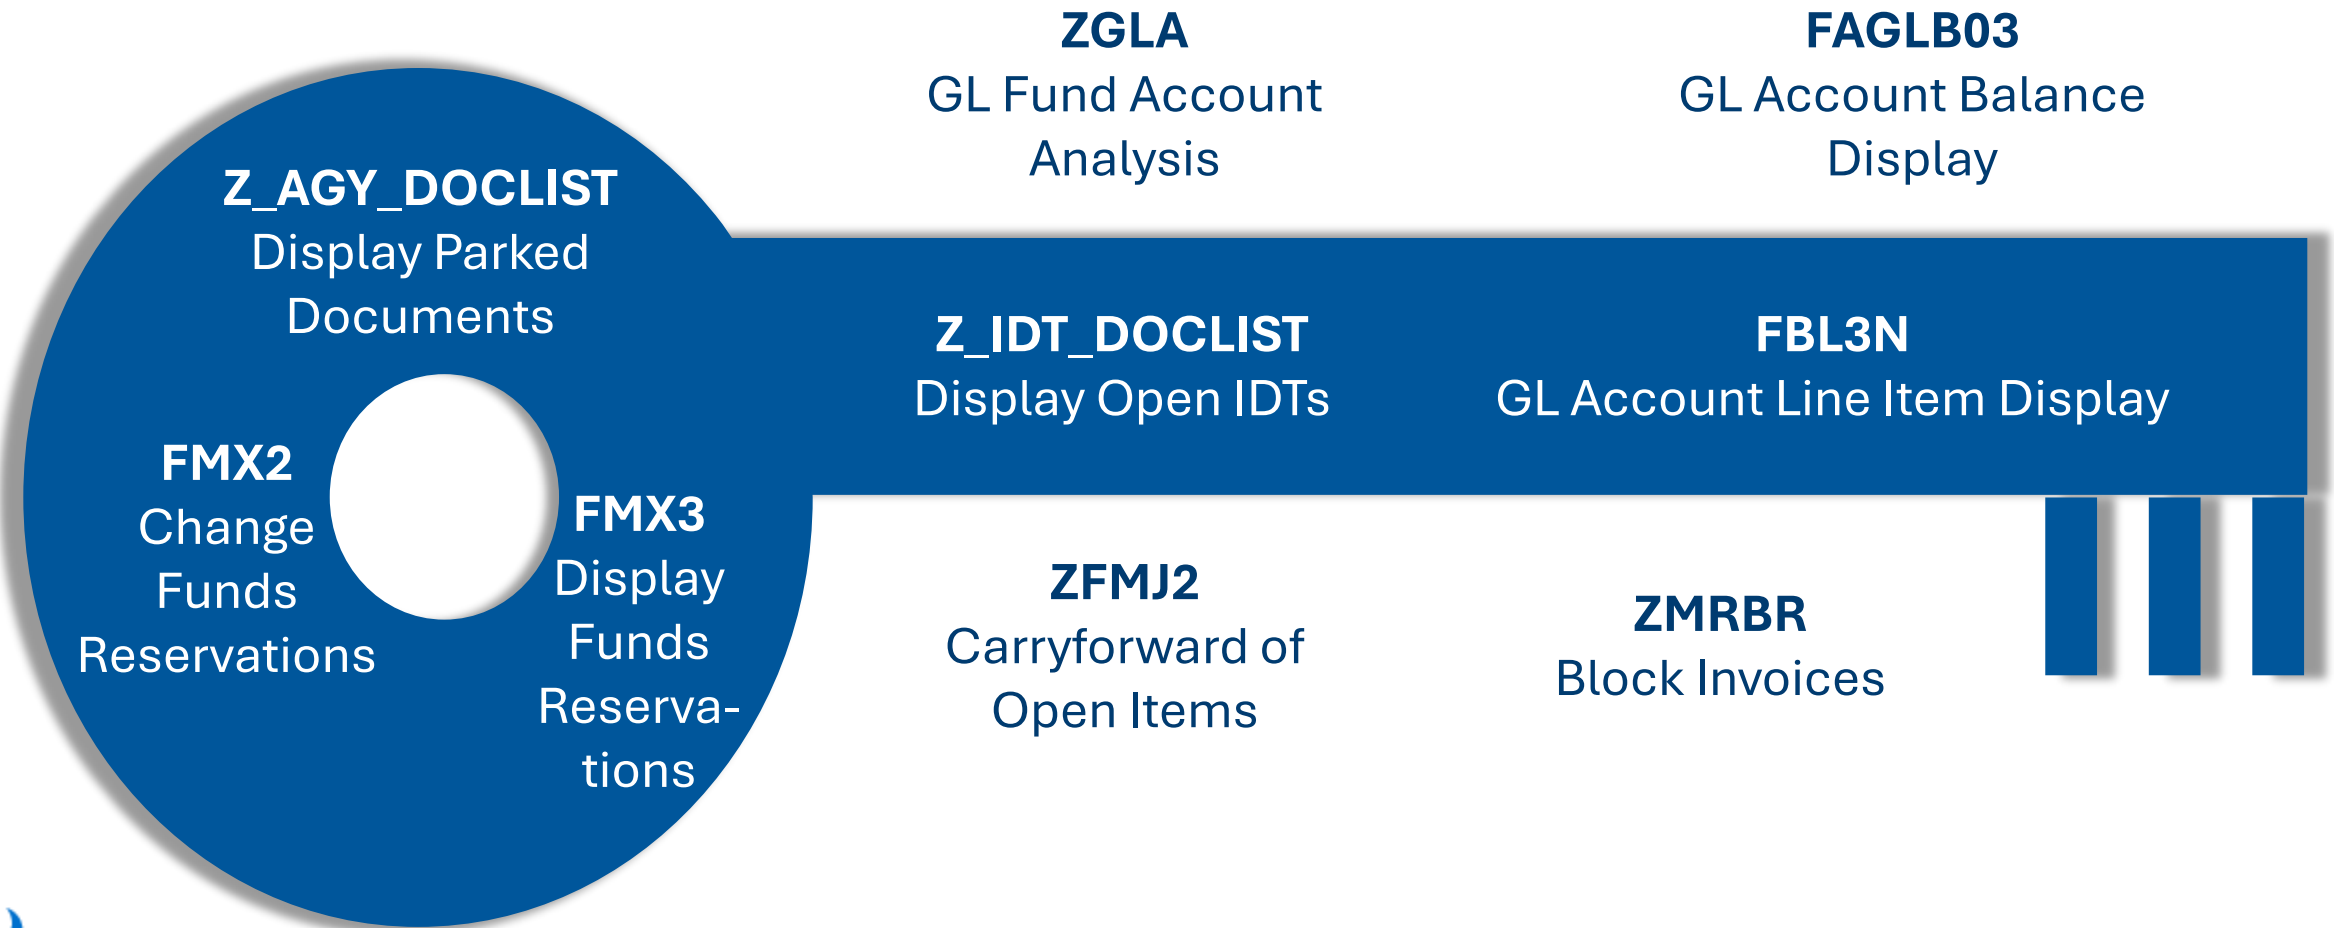 ZGLA
GL Fund Account
Analysis
FAGLB03
GL Account Balance
Display
Z_AGY_DOCLIST
Display Parked
Documents
Z_IDT_DOCLIST
Display Open IDTs
FBL3N
GL Account Line Item Display
FMX2
Change
Funds
Reservations
FMX3
Display
Funds
Reserva-
tions
ZFMJ2
Carryforward of
Open Items
ZMRBR
Block Invoices